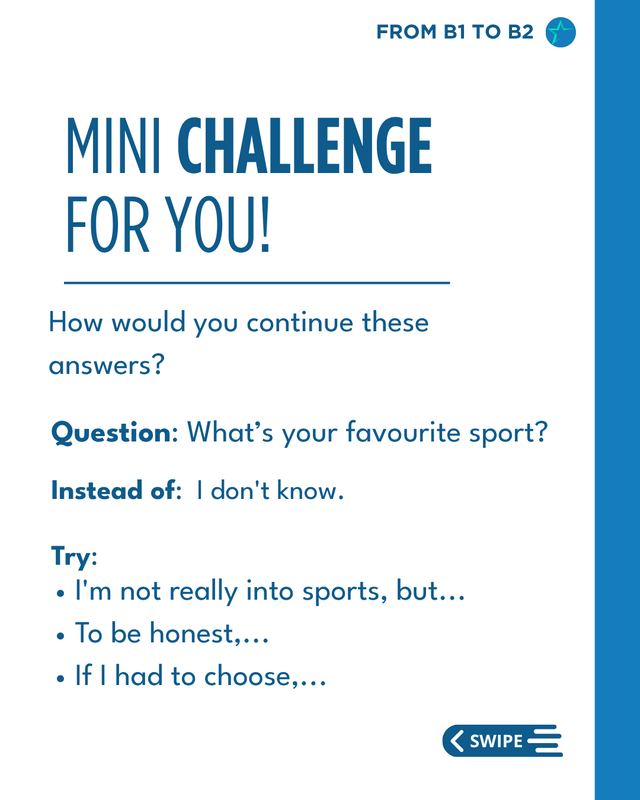 FROM B1 TO B2
MINI CHALLENGE
FOR YOU!
How would you continue these
answers?
Question: What’s your favourite sport?
Instead of: I don't know.
Try:
• I'm not really into sports, but...
• To be honest,...
• If I had to choose,...
SWIPE